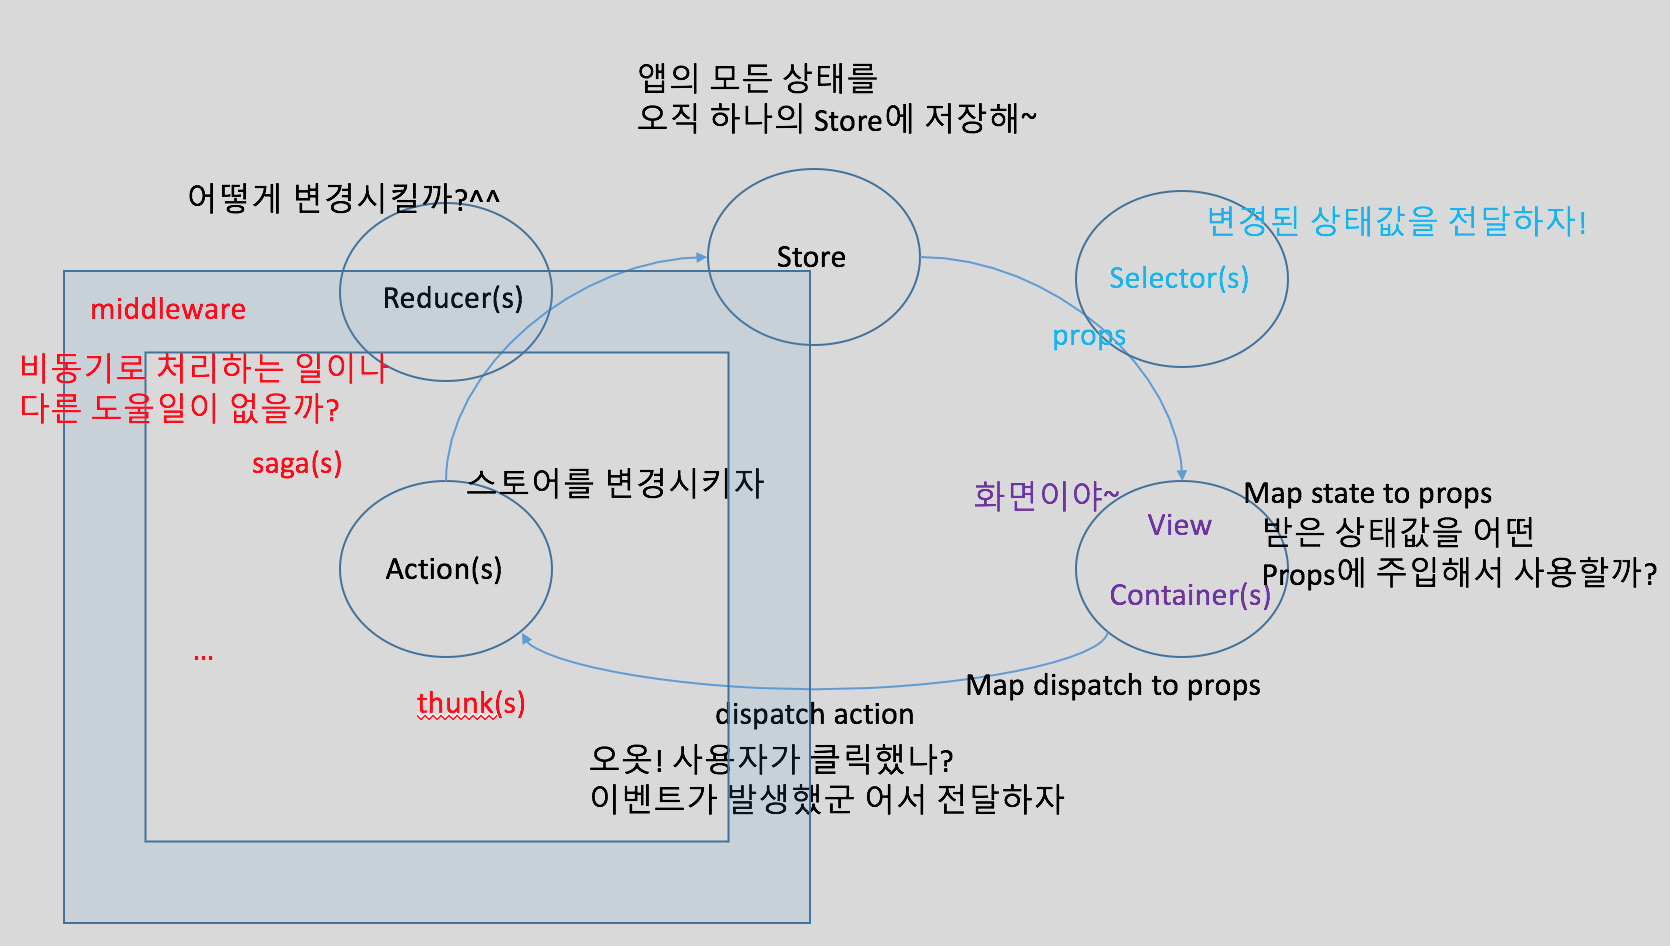 앱의 모든 상태를
오직 하나의 Store에 저장해~
어떻게 변경시킬까?^^
변경된 상태값을 전달하자!
Store
Selector(s)
Reducer(s)
middleware
props
비동기로 처리하는 일이나
다른 도울일이 없을까?
saga(s)
스토어를 변경시키자
화면이야~
Map state to props
View
받은 상태값을 어떤
Props에 주입해서 사용할까?
Action(s)
Container(s)
...
Map dispatch to props
thunk(s)
dispatch action
오옷! 사용자가 클릭했나?
이벤트가 발생했군 어서 전달하자